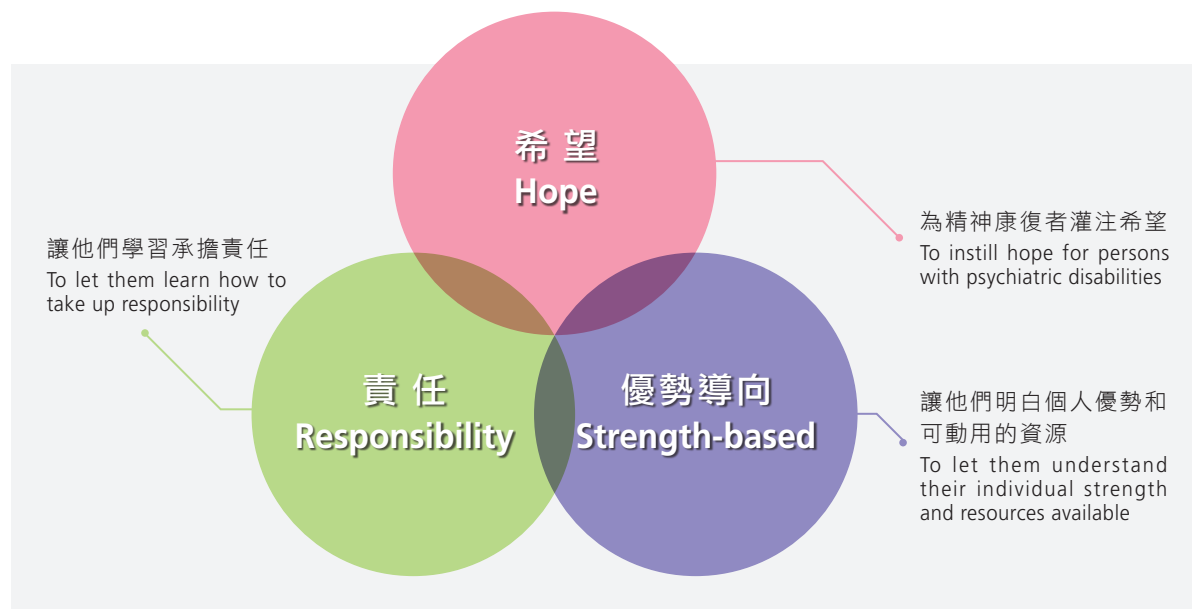 希望
Hope
為精神康復者灌注希望
To instill hope for persons
with psychiatric disabilities
讓他們學習承擔責任
To let them learn how to
take up responsibility
責任
Responsibility
優勢導向
Strength-based
讓他們明白個人優勢和
可動用的資源
To let them understand
their individual strength
and resources available